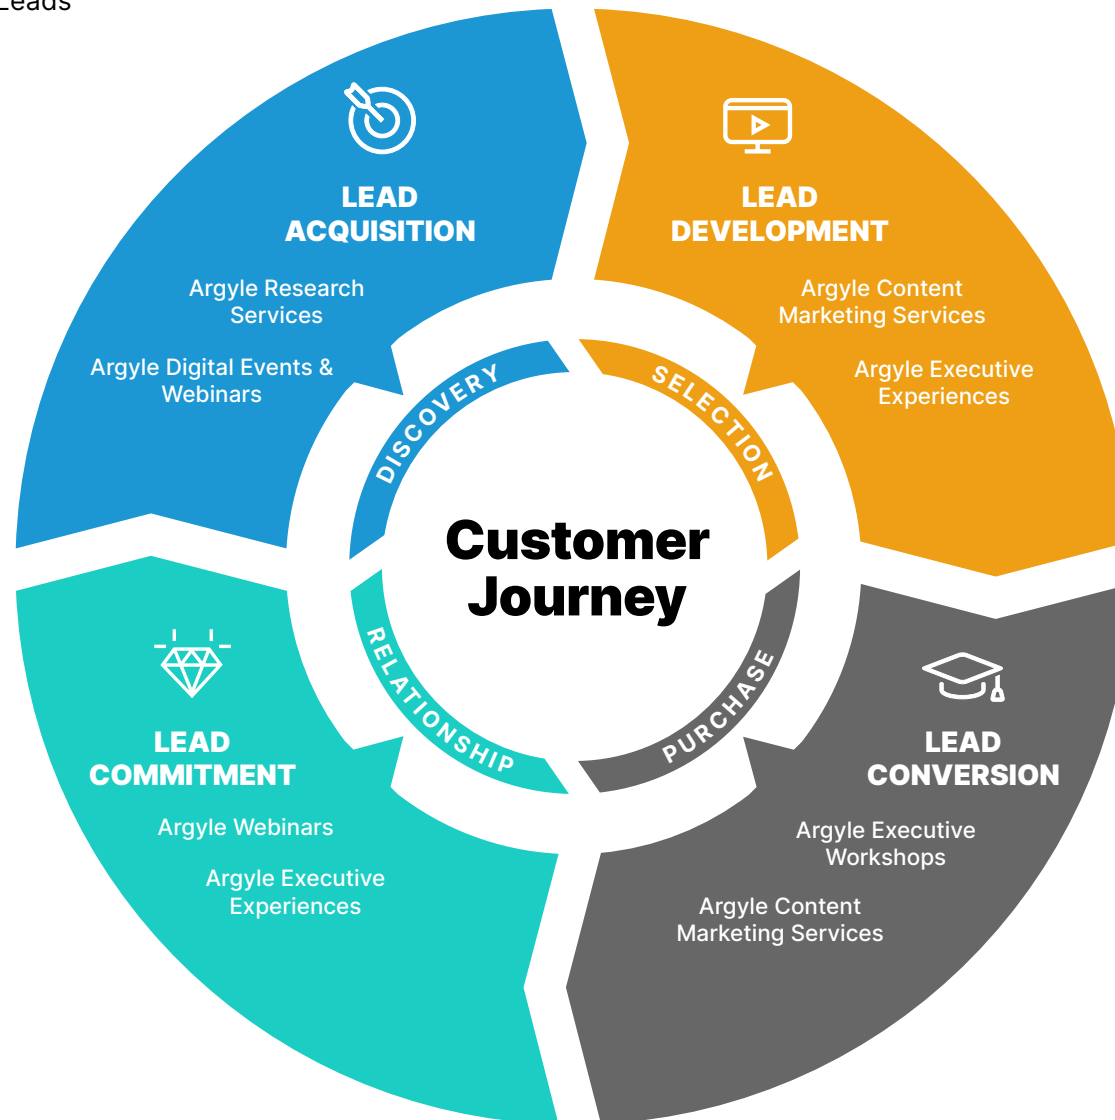 Leads
LEAD
ACQUISITION
Argyle Research
Services
Argyle Digital Events &
Webinars
LEAD
DEVELOPMENT
Argyle Content
Marketing Services
Argyle Executive
Experiences
DISCOVERY
SELECTION
Customer
Journey
RELATIONSHIP
PURCHASE
LEAD
COMMITMENT
Argyle Webinars
Argyle Executive
Experiences
LEAD
CONVERSION
Argyle Executive
Workshops
Argyle Content
Marketing Services